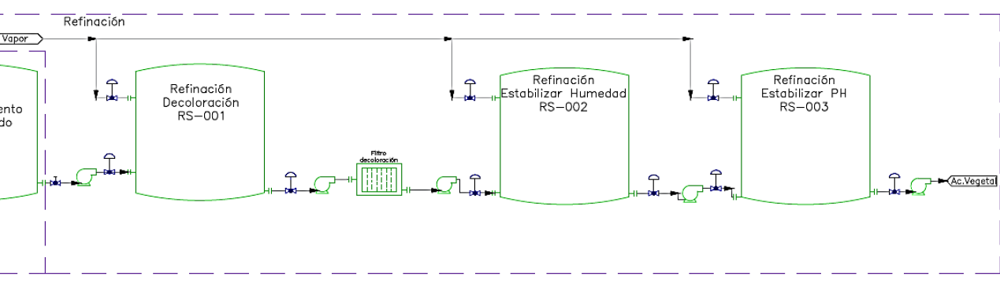 Refinación
Vapor
ento
do
Refinación
Decoloración
RS-001
Filtro
decoloración
Refinación
Estabilizar Humedad
RS-002
Refinación
Estabilizar PH
RS-003
Ac.Vegetal